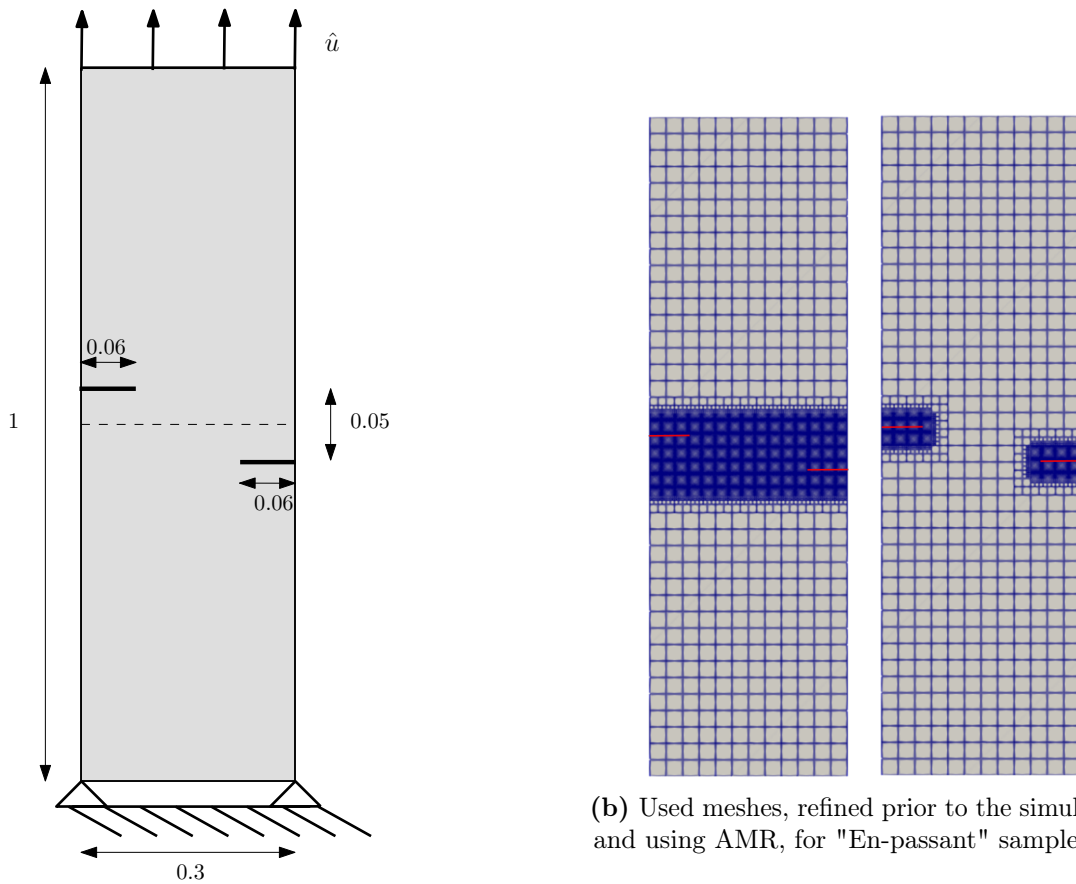 û
0.06
1
0.05
0.06
0.3
(b) Used meshes, refined prior to the simul
and using AMR, for "En-passant" sample